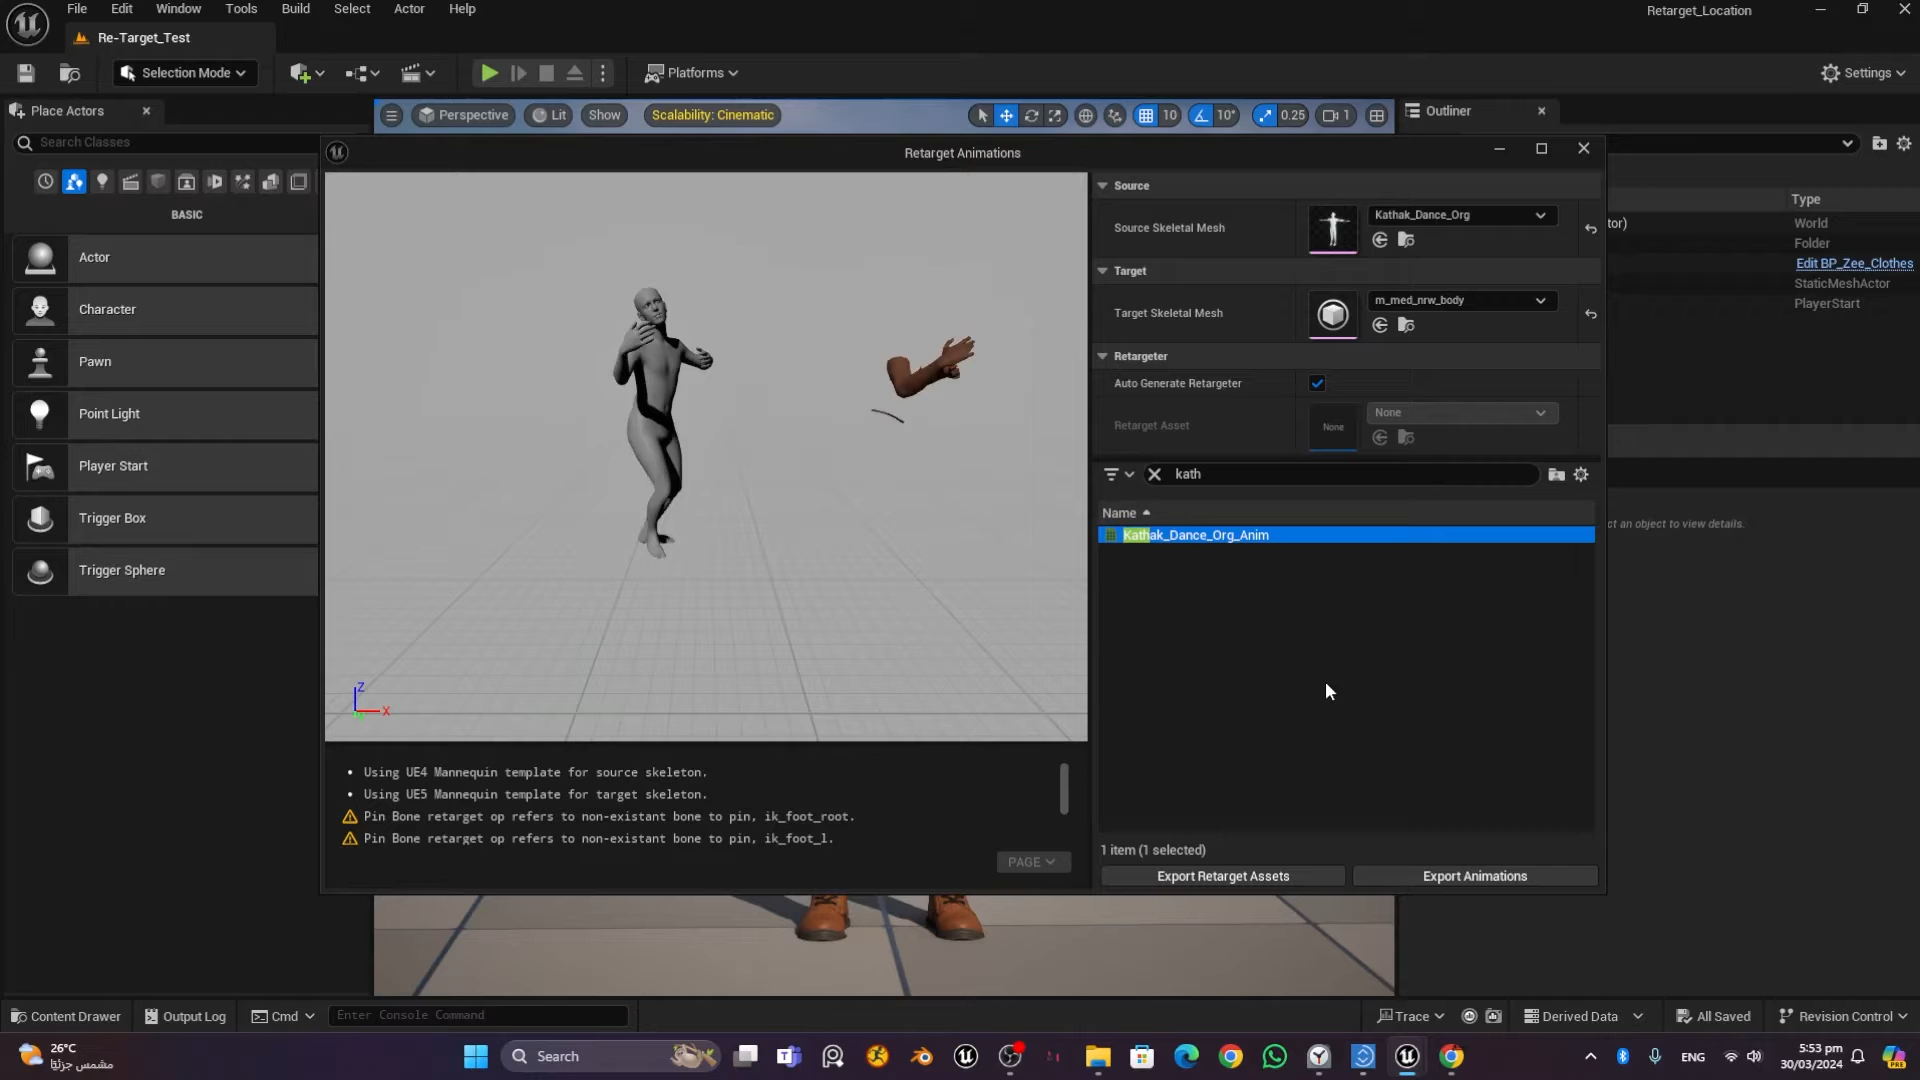 File Edit Window Tools Build Select Actor Help
Retarget_Location
Re-Target_Test
Selection Mode
Platforms
Settings
Place Actors
Perspective
Lit
Show
Scalability: Cinematic
10
10°
0.25
1
Outliner
Search Classes
Retarget Animations
BASIC
Actor
Character
Pawn
Point Light
Player Start
Trigger Box
Trigger Sphere
Source
Source Skeletal Mesh
Kathak_Dance_Org
Target
Target Skeletal Mesh
m_med_nrw_body
Retargeter
Auto Generate Retargeter
Retarget Asset
None
None
kath
Name
Kathak_Dance_Org_Anim
1 item (1 selected)
Export Retarget Assets
Export Animations
Z
X
Using UE4 Mannequin template for source skeleton.
Using UE5 Mannequin template for target skeleton.
Pin Bone retarget op refers to non-existant bone to pin, ik_foot_root.
Pin Bone retarget op refers to non-existant bone to pin, ik_foot_l.
PAGE
Type
tor)
World
Folder
Edit BP_Zee_Clothes
StaticMeshActor
PlayerStart
ct an object to view details.
Content Drawer
Output Log
Cmd
Enter Console Command
Trace
Derived Data
All Saved
Revision Control
26°C
مشمس جزئيًا
Search
ENG
5:53 pm
30/03/2024
PRE